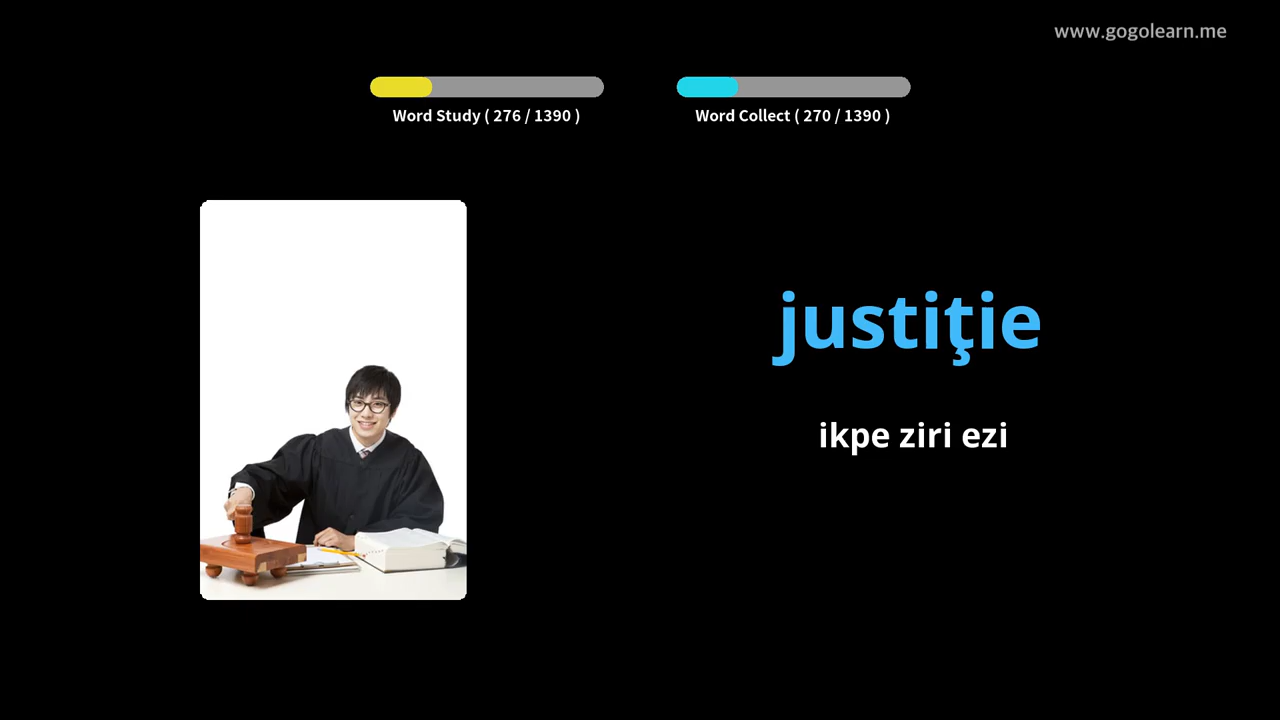 www.gogolearn.me
Word Study ( 276 / 1390 )
Word Collect ( 270 / 1390 )
justiţie
ikpe ziri ezi